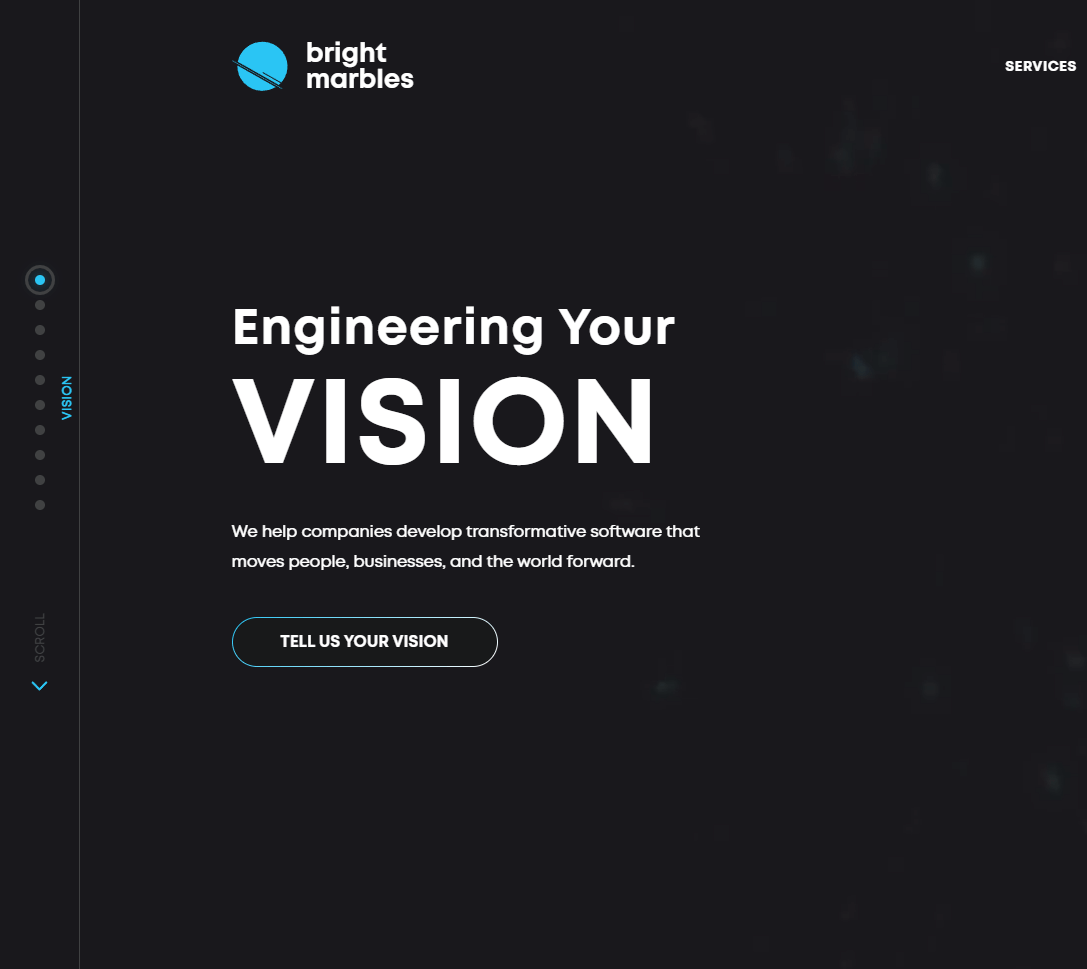 bright
marbles
SERVICES
VISION
Engineering Your
VISION
We help companies develop transformative software that
moves people, businesses, and the world forward.
TELL US YOUR VISION
SCROLL